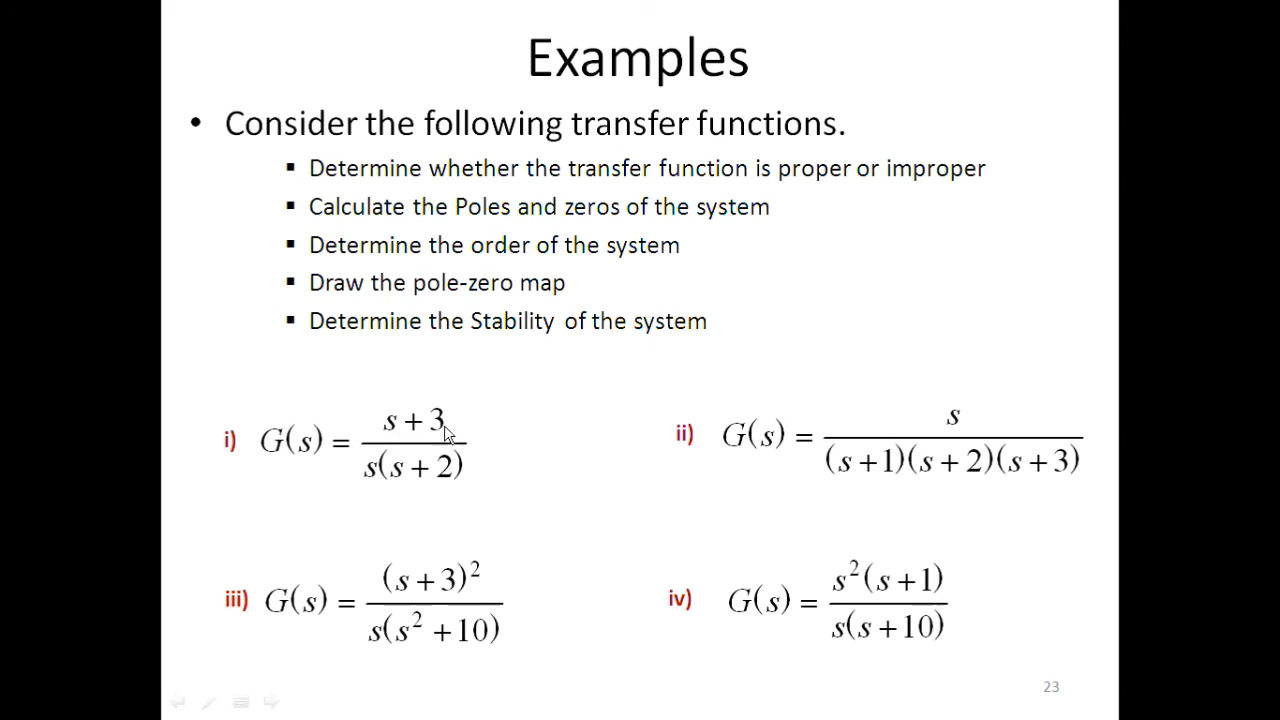 Examples
• Consider the following transfer functions.
▪ Determine whether the transfer function is proper or improper
▪ Calculate the Poles and zeros of the system
▪ Determine the order of the system
▪ Draw the pole-zero map
▪ Determine the Stability of the system
i) G(s) = (s + 3) / (s(s + 2))
ii) G(s) = s / ((s + 1)(s + 2)(s + 3))
iii) G(s) = (s + 3)² / (s(s² + 10))
iv) G(s) = s²(s + 1) / (s(s + 10))
23